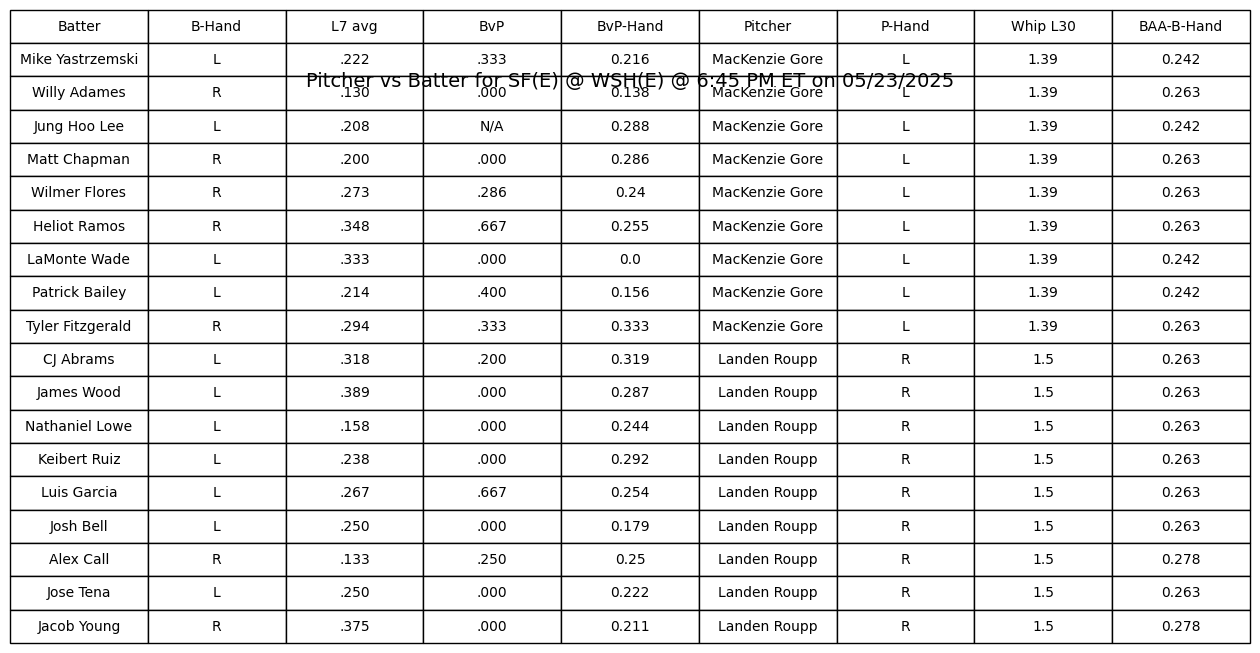 Batter B-Hand L7 avg BvP BvP-Hand Pitcher P-Hand Whip L30 BAA-B-Hand
Mike Yastrzemski L .222 .333 0.216 MacKenzie Gore L 1.39 0.242
Pitcher vs Batter for SF(E) @ WSH(E) @ 6:45 PM ET on 05/23/2025
Willy Adames R .130 .000 0.138 MacKenzie Gore L 1.39 0.263
Jung Hoo Lee L .208 N/A 0.288 MacKenzie Gore L 1.39 0.242
Matt Chapman R .200 .000 0.286 MacKenzie Gore L 1.39 0.263
Wilmer Flores R .273 .286 0.24 MacKenzie Gore L 1.39 0.263
Heliot Ramos R .348 .667 0.255 MacKenzie Gore L 1.39 0.263
LaMonte Wade L .333 .000 0.0 MacKenzie Gore L 1.39 0.242
Patrick Bailey L .214 .400 0.156 MacKenzie Gore L 1.39 0.242
Tyler Fitzgerald R .294 .333 0.333 MacKenzie Gore L 1.39 0.263
CJ Abrams L .318 .200 0.319 Landen Roupp R 1.5 0.263
James Wood L .389 .000 0.287 Landen Roupp R 1.5 0.263
Nathaniel Lowe L .158 .000 0.244 Landen Roupp R 1.5 0.263
Keibert Ruiz L .238 .000 0.292 Landen Roupp R 1.5 0.263
Luis Garcia L .267 .667 0.254 Landen Roupp R 1.5 0.263
Josh Bell L .250 .000 0.179 Landen Roupp R 1.5 0.263
Alex Call R .133 .250 0.25 Landen Roupp R 1.5 0.278
Jose Tena L .250 .000 0.222 Landen Roupp R 1.5 0.263
Jacob Young R .375 .000 0.211 Landen Roupp R 1.5 0.278